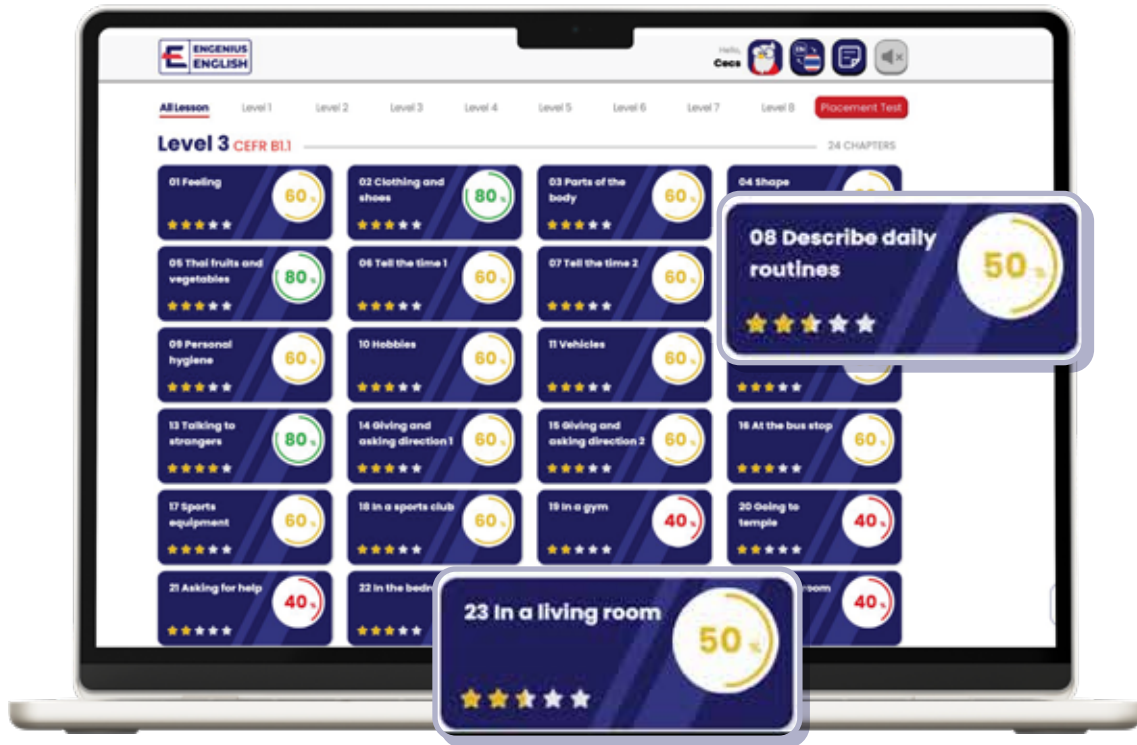 ENGENIUS
ENGLISH
Hello,
Cece
EN
All Lesson Level 1 Level 2 Level 3 Level 4 Level 5 Level 6 Level 7 Level 8 Placement Test
Level 3 CEFR B1.1 24 CHAPTERS
01 Feeling
60 %
02 Clothing and
shoes
80 %
03 Parts of the
body
60 %
04 Shape
08 Describe daily
routines
50 %
05 Thai fruits and
vegetables
80 %
06 Tell the time 1
60 %
07 Tell the time 2
60 %
09 Personal
hygiene
60 %
10 Hobbies
60 %
11 Vehicles
60 %
13 Talking to
strangers
80 %
14 Giving and
asking direction 1
60 %
15 Giving and
asking direction 2
60 %
16 At the bus stop
60 %
17 Sports
equipment
60 %
18 In a sports club
60 %
19 In a gym
40 %
20 Going to
temple
40 %
21 Asking for help
40 %
22 In the bedr
23 In a living room
50 %
room
40 %